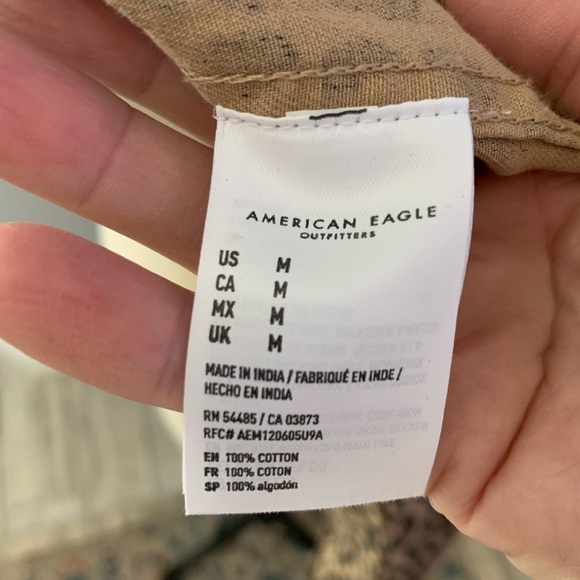 AMERICAN EAGLE
OUTFITTERS
US M
CA M
MX M
UK M
MADE IN INDIA / FABRIQUÉ EN INDE /
HECHO EN INDIA
RN 54485 / CA 03873
RFC# AEM120605U9A
EN 100% COTTON
FR 100% COTON
SP 100% algodón